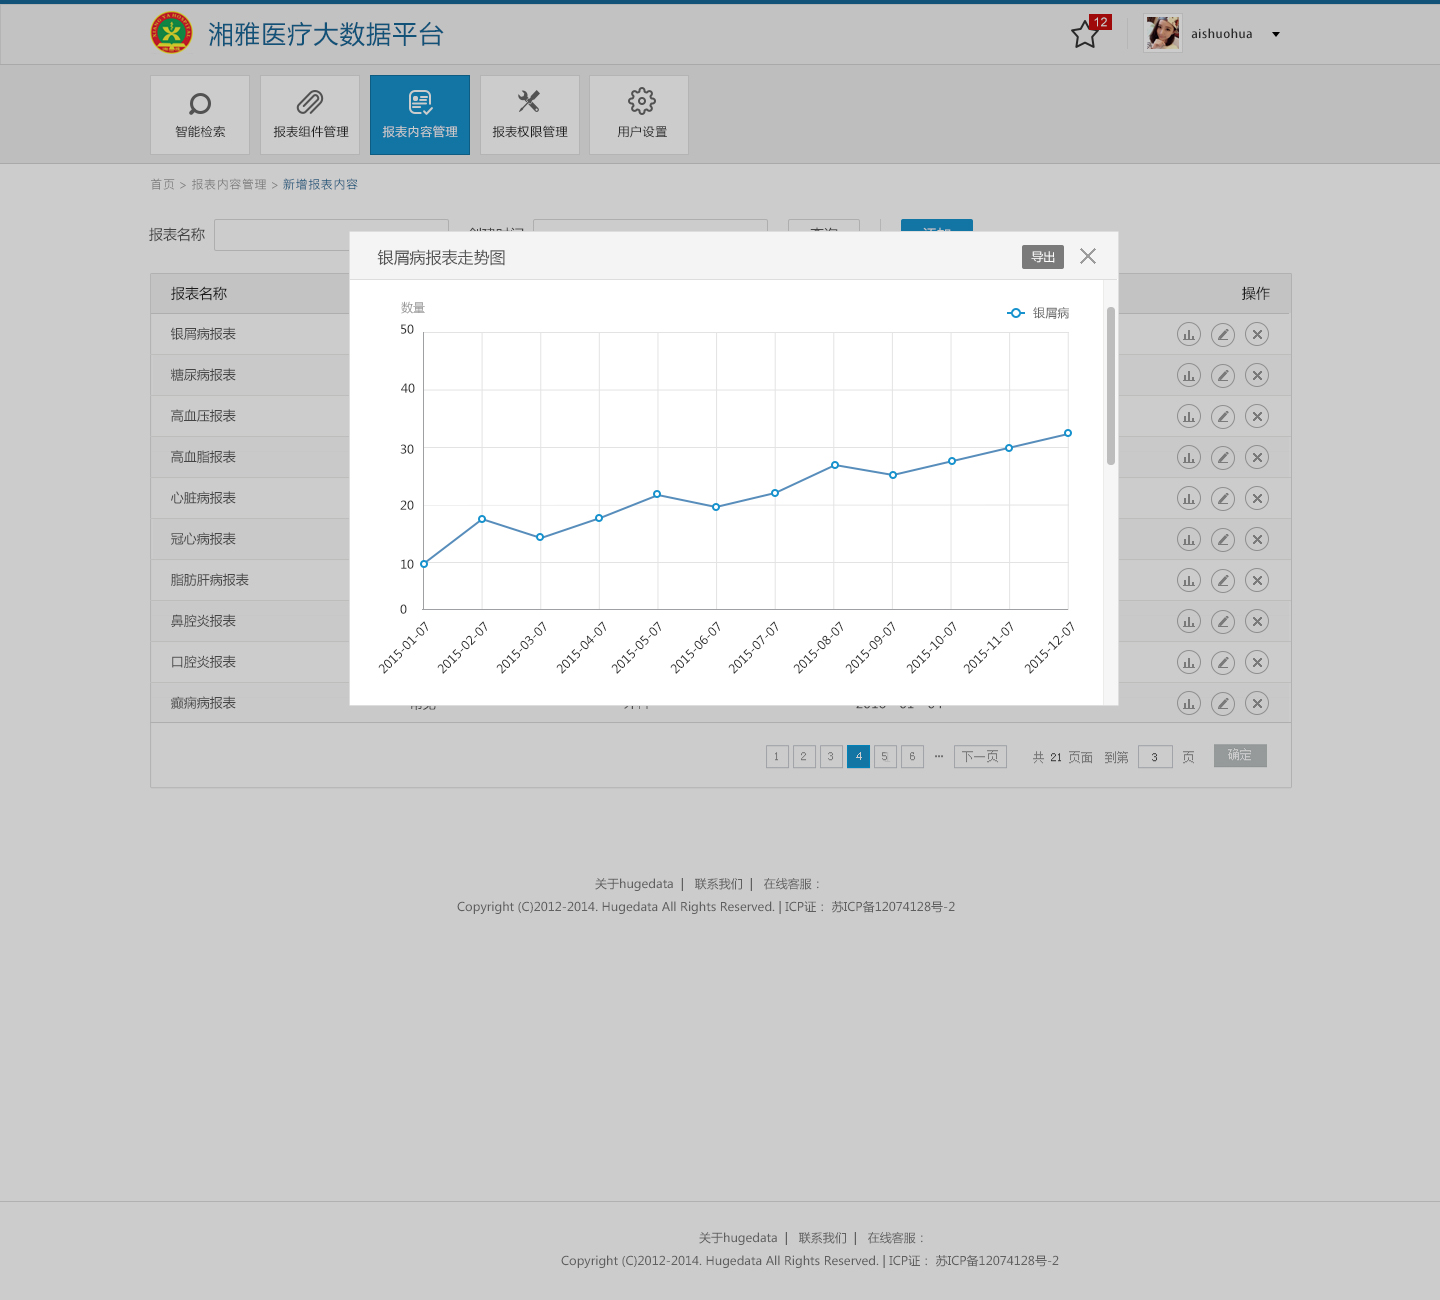 湘雅医疗大数据平台
12
aishuohua
智能检索
报表组件管理
报表内容管理
报表权限管理
用户设置
首页 > 报表内容管理 > 新增报表内容
报表名称
银屑病报表走势图
导出
报表名称
操作
数量
银屑病
50
40
30
20
10
0
2015-01-07
2015-02-07
2015-03-07
2015-04-07
2015-05-07
2015-06-07
2015-07-07
2015-08-07
2015-09-07
2015-10-07
2015-11-07
2015-12-07
银屑病报表
糖尿病报表
高血压报表
高血脂报表
心脏病报表
冠心病报表
脂肪肝病报表
鼻腔炎报表
口腔炎报表
癫痫病报表
1 2 3 4 5 6 ··· 下一页 共 21 页面 到第 3 页 确定
关于hugedata | 联系我们 | 在线客服：
Copyright (C)2012-2014. Hugedata All Rights Reserved. | ICP证： 苏ICP备12074128号-2
关于hugedata | 联系我们 | 在线客服：
Copyright (C)2012-2014. Hugedata All Rights Reserved. | ICP证： 苏ICP备12074128号-2